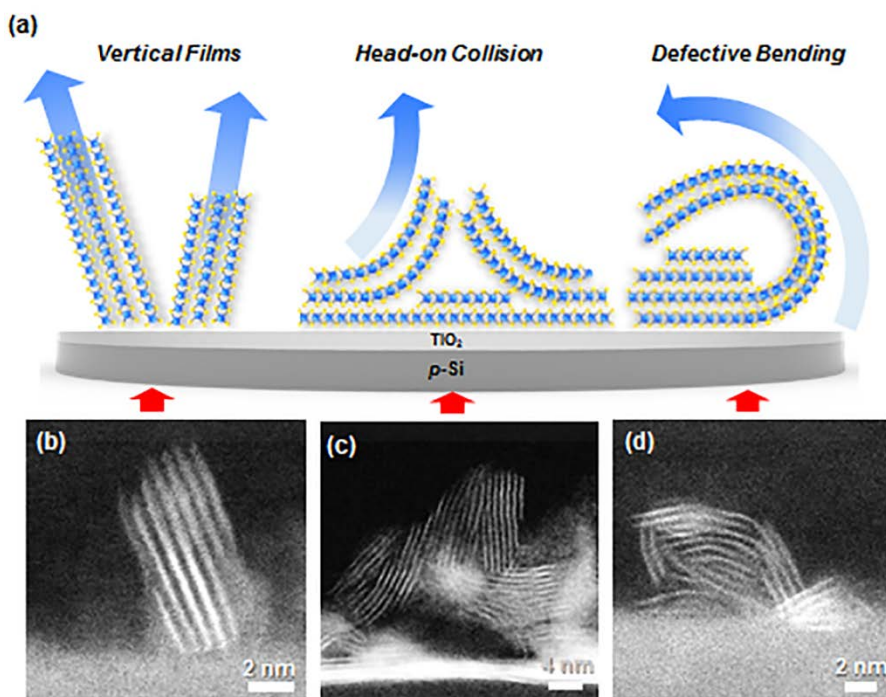 (a)
Vertical Films
Head-on Collision
Defective Bending
TiO₂
p-Si
(b)
(c)
(d)
2 nm
4 nm
2 nm